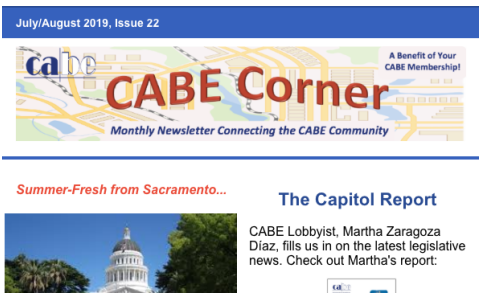 July/August 2019, Issue 22
cabe
A Benefit of Your
CABE Membership!
CABE Corner
Monthly Newsletter Connecting the CABE Community
Summer-Fresh from Sacramento...
The Capitol Report
CABE Lobbyist, Martha Zaragoza
Díaz, fills us in on the latest legislative
news. Check out Martha's report:
cabe